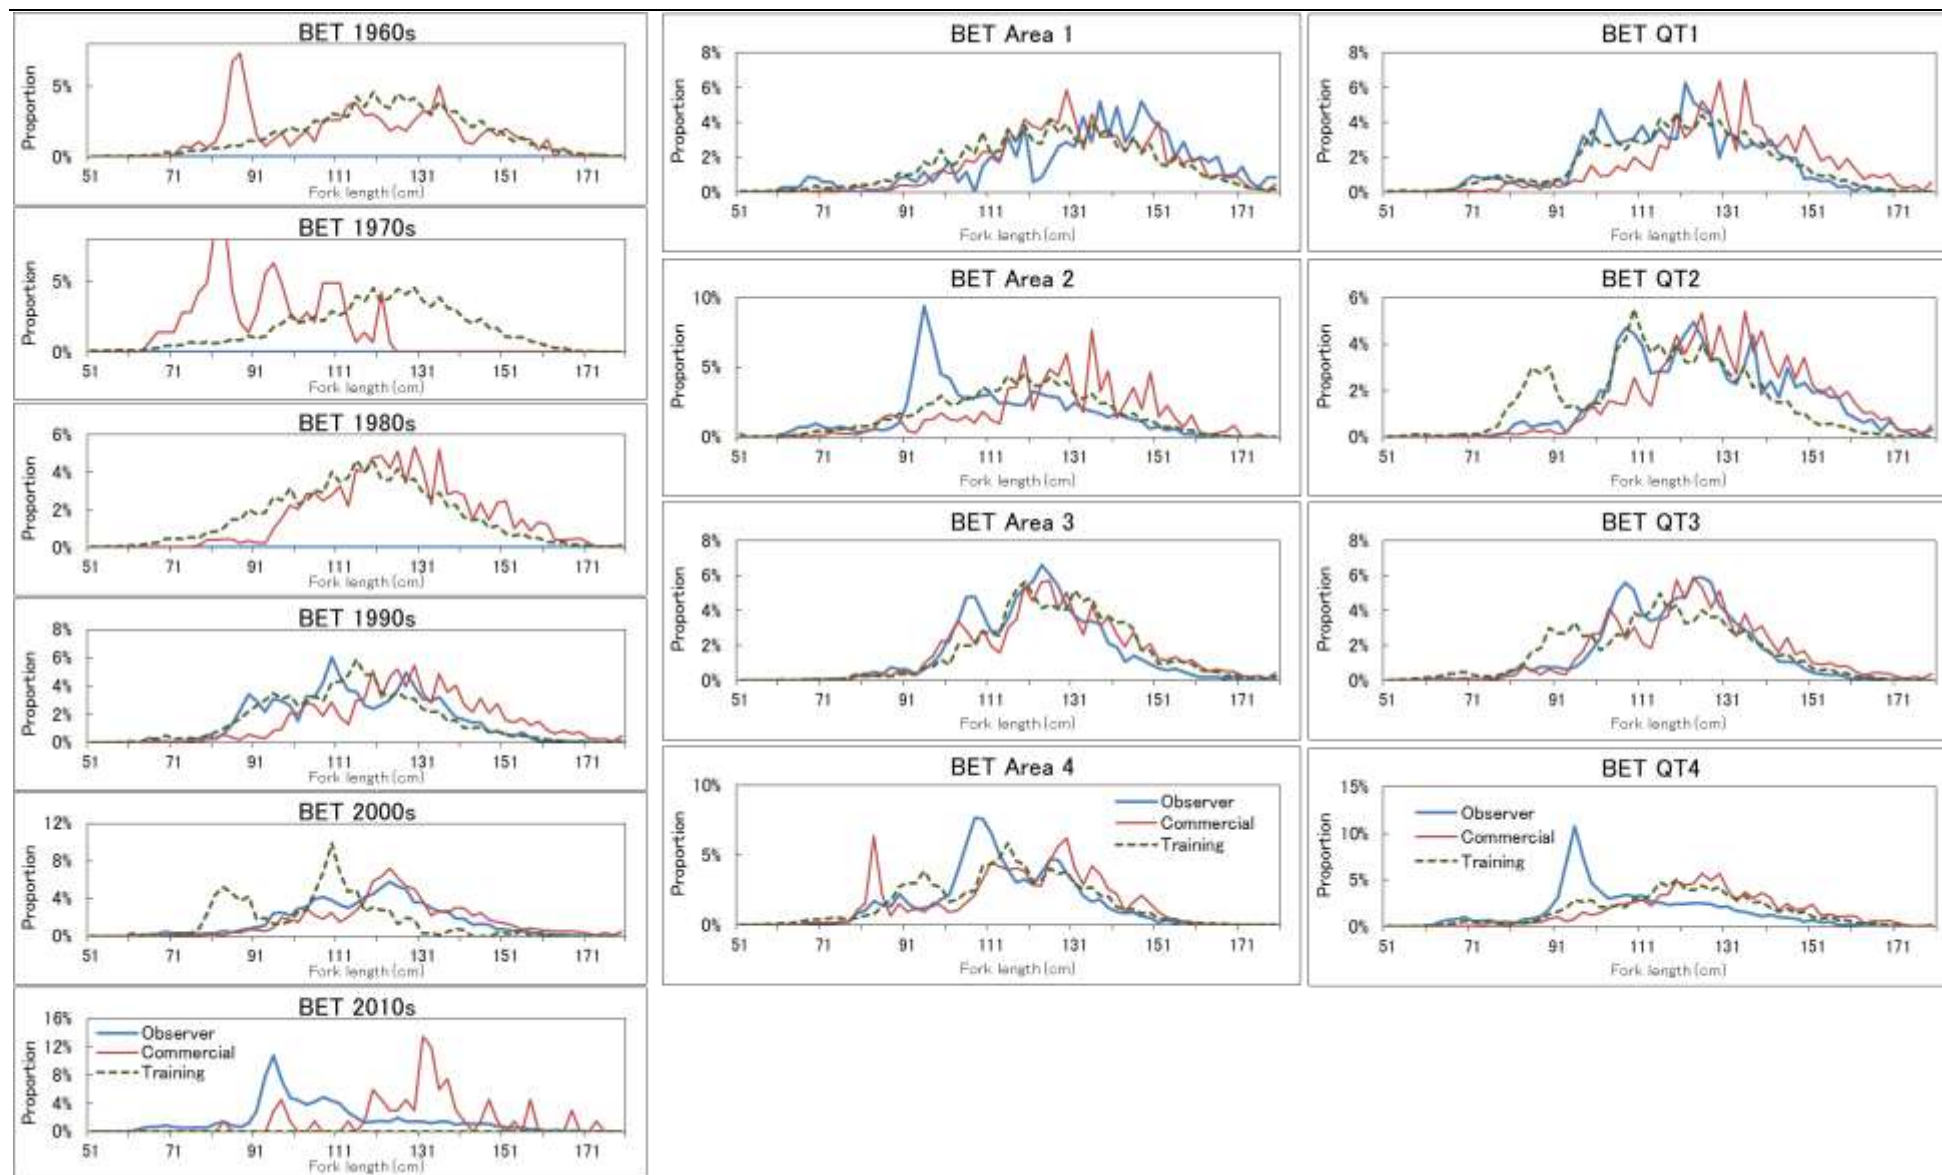 BET 1960s
Proportion
5%
0%
51 71 91 111 131 151 171
Fork length (cm)
BET 1970s
Proportion
5%
0%
51 71 91 111 131 151 171
Fork length (cm)
BET 1980s
Proportion
6%
4%
2%
0%
51 71 91 111 131 151 171
Fork length (cm)
BET 1990s
Proportion
8%
6%
4%
2%
0%
51 71 91 111 131 151 171
Fork length (cm)
BET 2000s
Proportion
12%
8%
4%
0%
51 71 91 111 131 151 171
Fork length (cm)
BET 2010s
Proportion
16%
12%
8%
4%
0%
Observer
Commercial
Training
51 71 91 111 131 151 171
Fork length (cm)
BET Area 1
Proportion
8%
6%
4%
2%
0%
51 71 91 111 131 151 171
Fork length (cm)
BET Area 2
Proportion
10%
5%
0%
51 71 91 111 131 151 171
Fork length (cm)
BET Area 3
Proportion
8%
6%
4%
2%
0%
51 71 91 111 131 151 171
Fork length (cm)
BET Area 4
Proportion
10%
5%
0%
Observer
Commercial
Training
51 71 91 111 131 151 171
Fork length (cm)
BET QT1
Proportion
8%
6%
4%
2%
0%
51 71 91 111 131 151 171
Fork length (cm)
BET QT2
Proportion
6%
4%
2%
0%
51 71 91 111 131 151 171
Fork length (cm)
BET QT3
Proportion
8%
6%
4%
2%
0%
51 71 91 111 131 151 171
Fork length (cm)
BET QT4
Proportion
15%
10%
5%
0%
Observer
Commercial
Training
51 71 91 111 131 151 171
Fork length (cm)